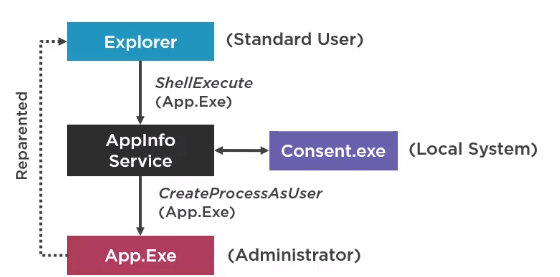 Explorer (Standard User)
ShellExecute
(App.Exe)
Reparented
AppInfo
Service
Consent.exe (Local System)
CreateProcessAsUser
(App.Exe)
App.Exe (Administrator)